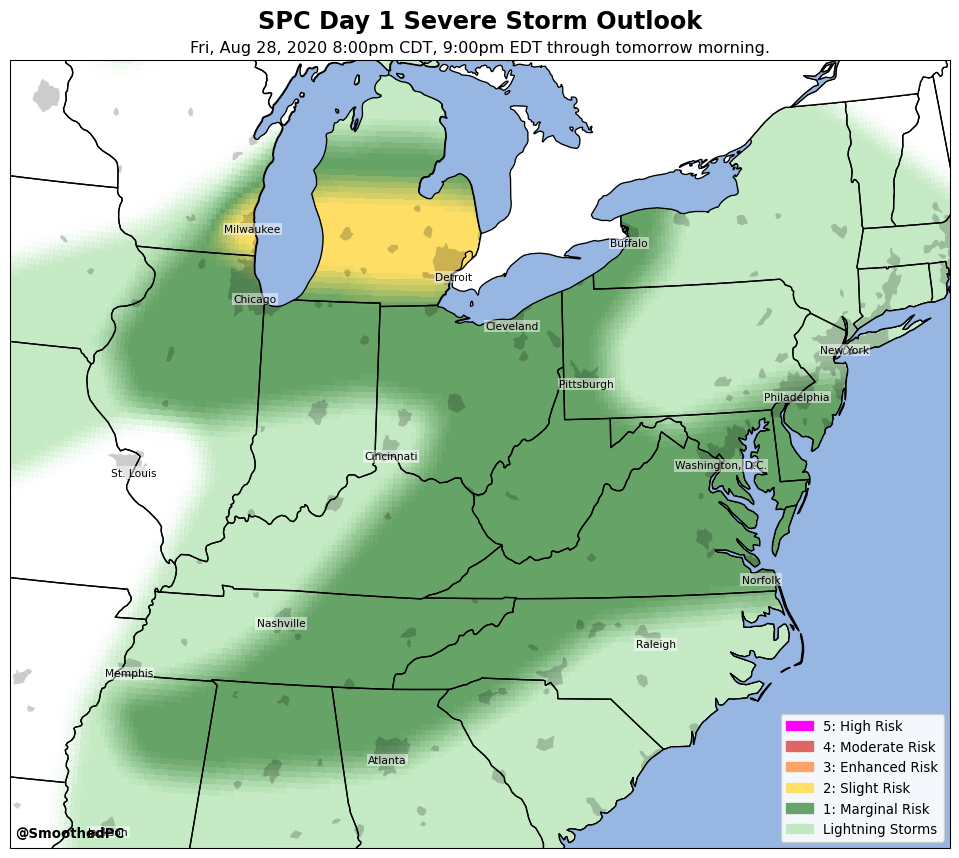 SPC Day 1 Severe Storm Outlook
Fri, Aug 28, 2020 8:00pm CDT, 9:00pm EDT through tomorrow morning.
Milwaukee
Buffalo
Detroit
Chicago
Cleveland
New York
Pittsburgh
Philadelphia
Cincinnati
Washington, D.C.
St. Louis
Norfolk
Nashville
Raleigh
Memphis
Atlanta
5: High Risk
4: Moderate Risk
3: Enhanced Risk
2: Slight Risk
1: Marginal Risk
Lightning Storms
@SmoothedPC